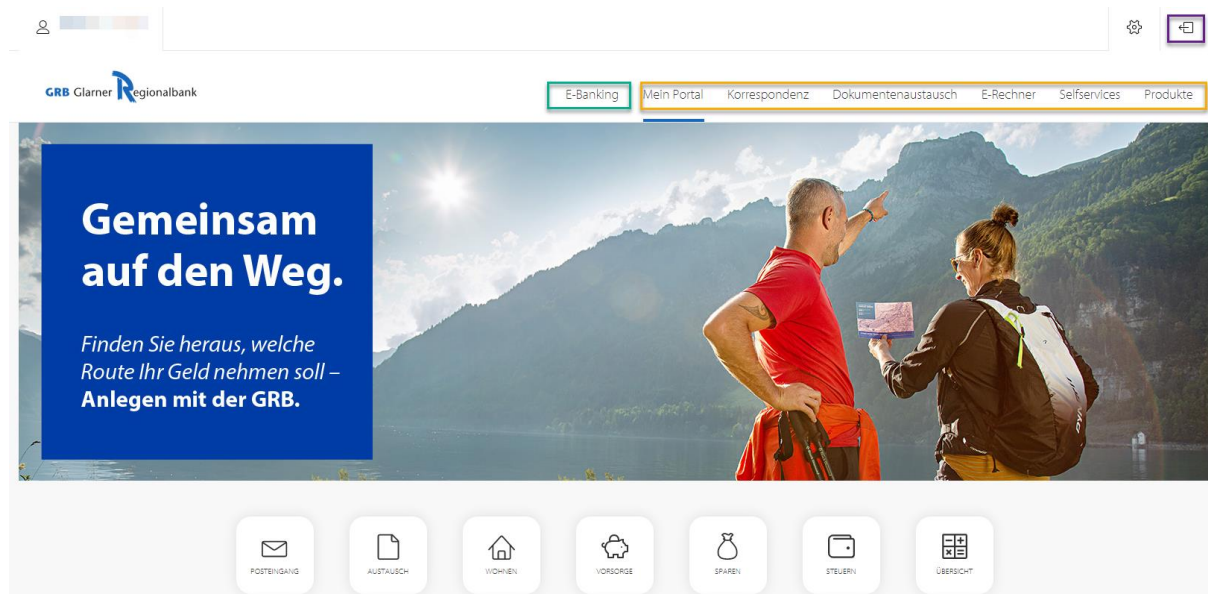 GRB Glarner Regionalbank
E-Banking Mein Portal Korrespondenz Dokumentenaustausch E-Rechner Selfservices Produkte
Gemeinsam
auf den Weg.
Finden Sie heraus, welche
Route Ihr Geld nehmen soll –
Anlegen mit der GRB.
POSTEINGANG AUSTAUSCH WOHNEN VORSORGE SPAREN STEUERN ÜBERSICHT